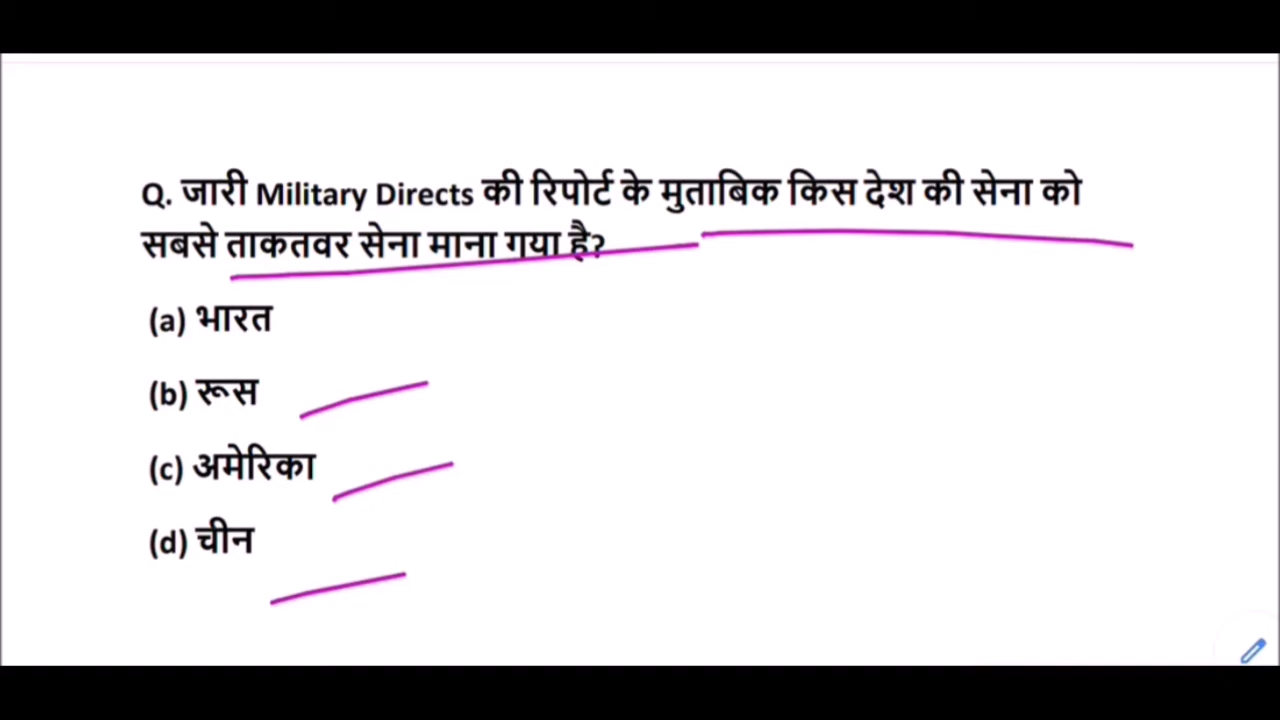 Q. जारी Military Directs की रिपोर्ट के मुताबिक किस देश की सेना को
सबसे ताकतवर सेना माना गया है?
(a) भारत
(b) रूस
(c) अमेरिका
(d) चीन